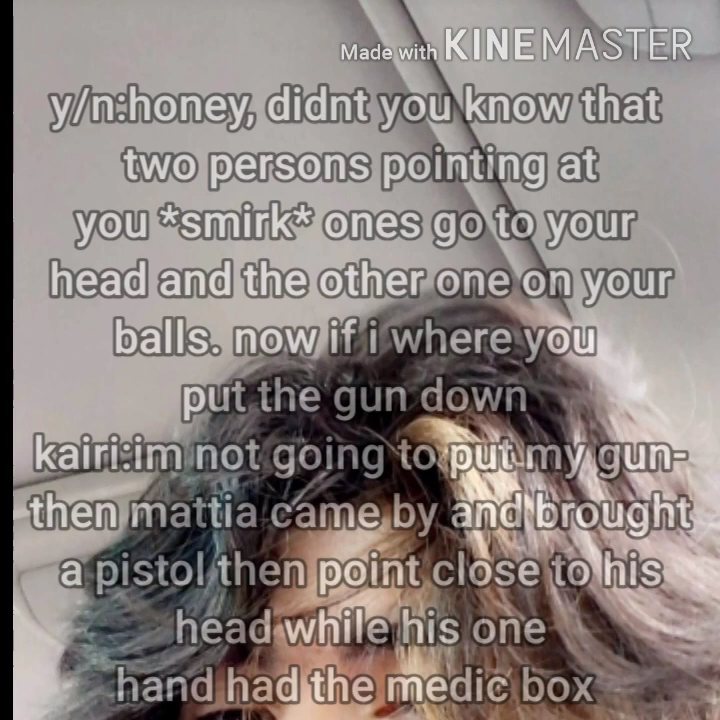 Made with KINEMASTER
y/n:honey, didnt you know that
two persons pointing at
you *smirk* ones go to your
head and the other one on your
balls. now if i where you
put the gun down
kairi:im not going to put my gun-
then mattia came by and brought
a pistol then point close to his
head while his one
hand had the medic box